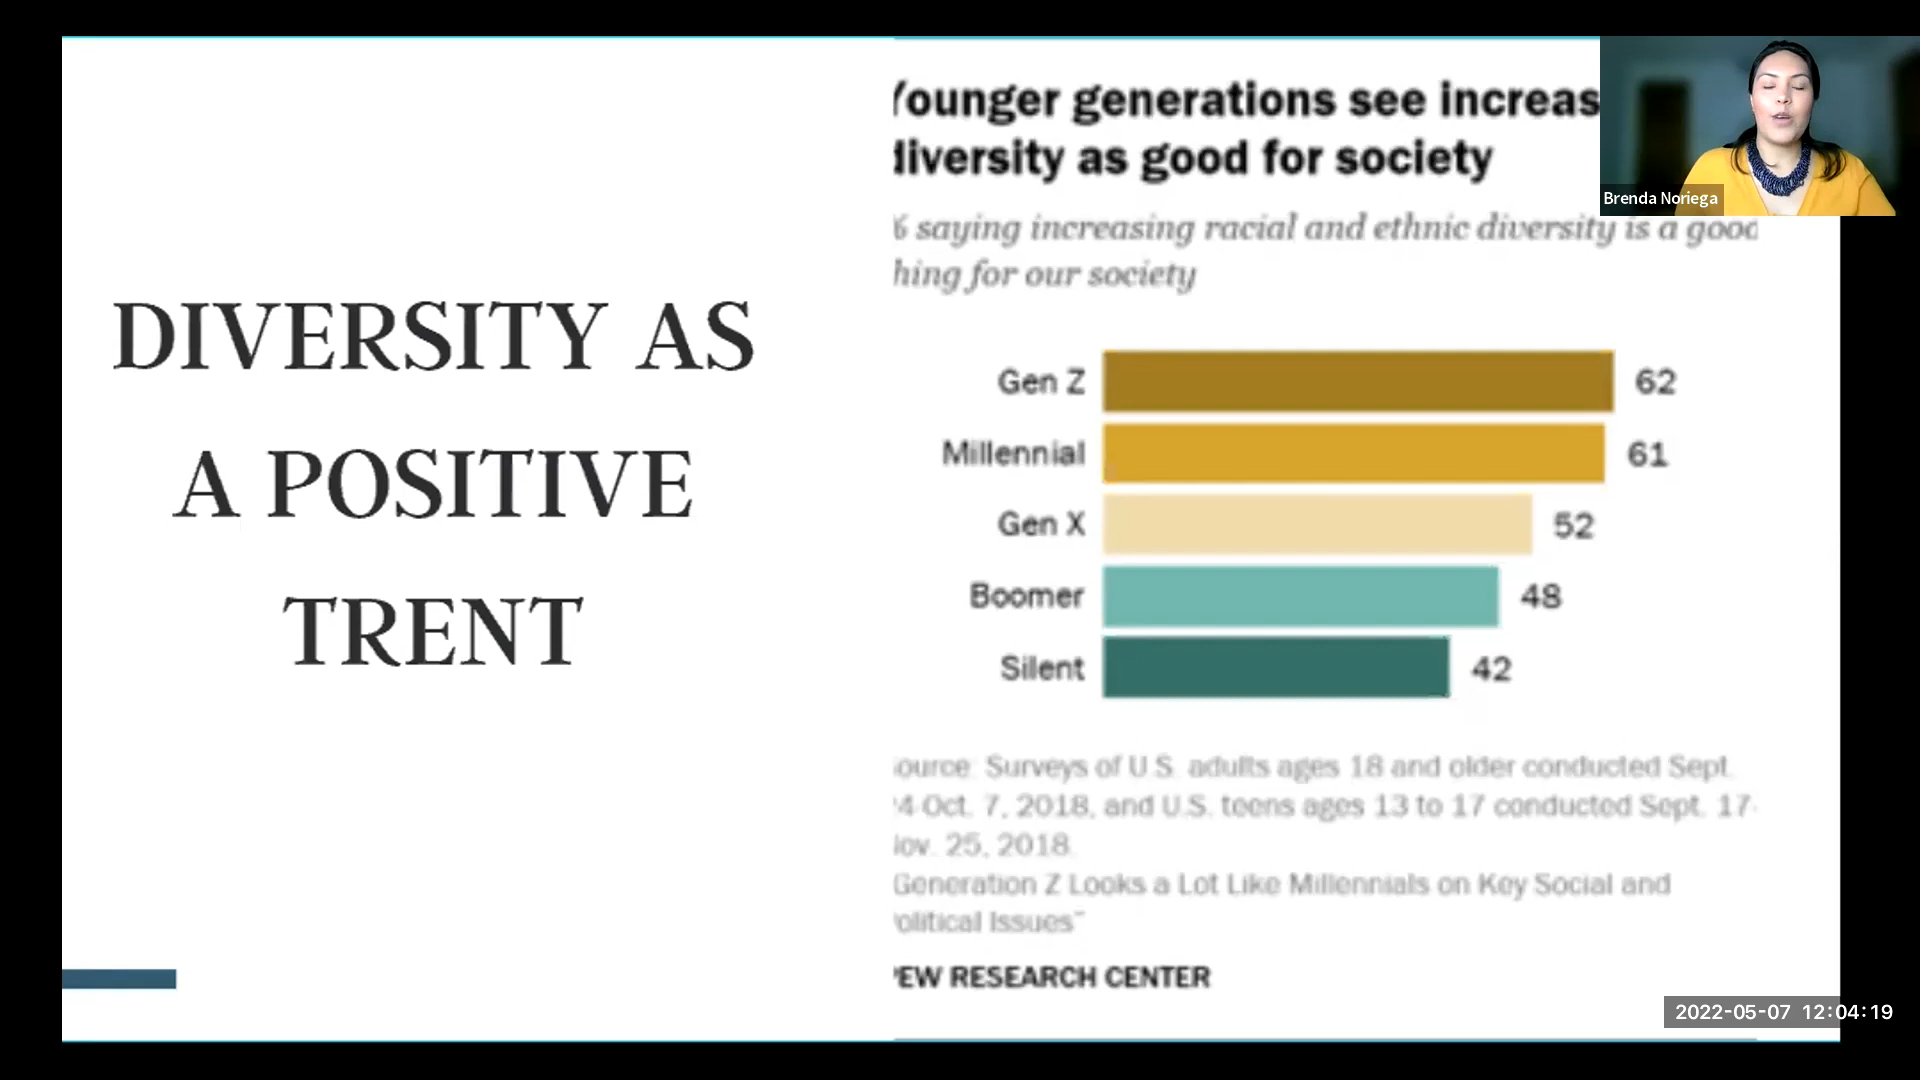 DIVERSITY AS
A POSITIVE
TRENT
ounger generations see increas
diversity as good for society
% saying increasing racial and ethnic diversity is a good
hing for our society
Gen Z 62
Millennial 61
Gen X 52
Boomer 48
Silent 42
ource: Surveys of U.S. adults ages 18 and older conducted Sept.
4-Oct. 7, 2018, and U.S. teens ages 13 to 17 conducted Sept. 17-
ov. 25, 2018.
Generation Z Looks a Lot Like Millennials on Key Social and
olitical Issues"
EW RESEARCH CENTER
Brenda Noriega
2022-05-07 12:04:19